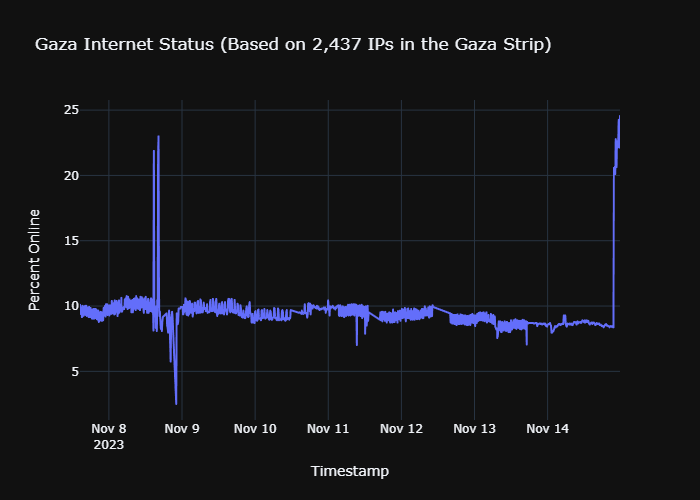 Gaza Internet Status (Based on 2,437 IPs in the Gaza Strip)
25
20
15
10
5
Percent Online
Nov 8 Nov 9 Nov 10 Nov 11 Nov 12 Nov 13 Nov 14
2023
Timestamp